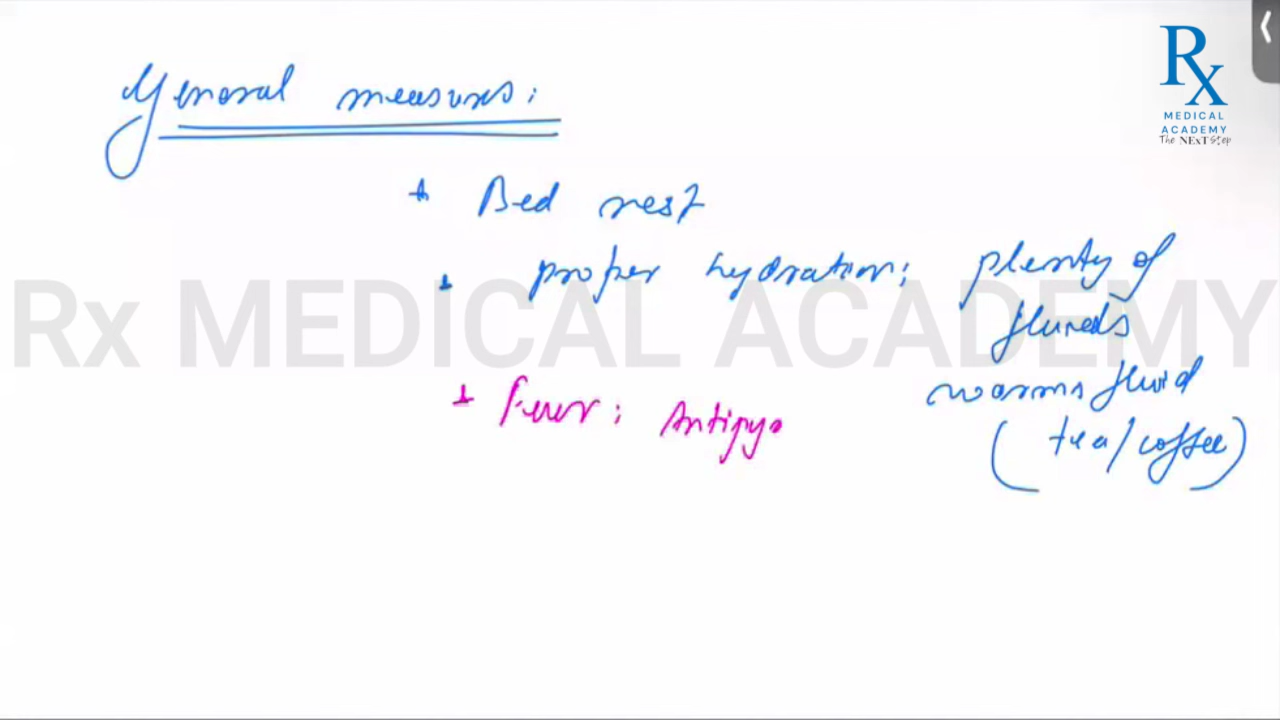 General measures:
* Bed rest
* proper hydration; plenty of
fluids
warm fluid
(tea/coffee)
* Fever: Antipy
Rx
MEDICAL
ACADEMY
The NExT Step
Rx MEDICAL ACADEMY